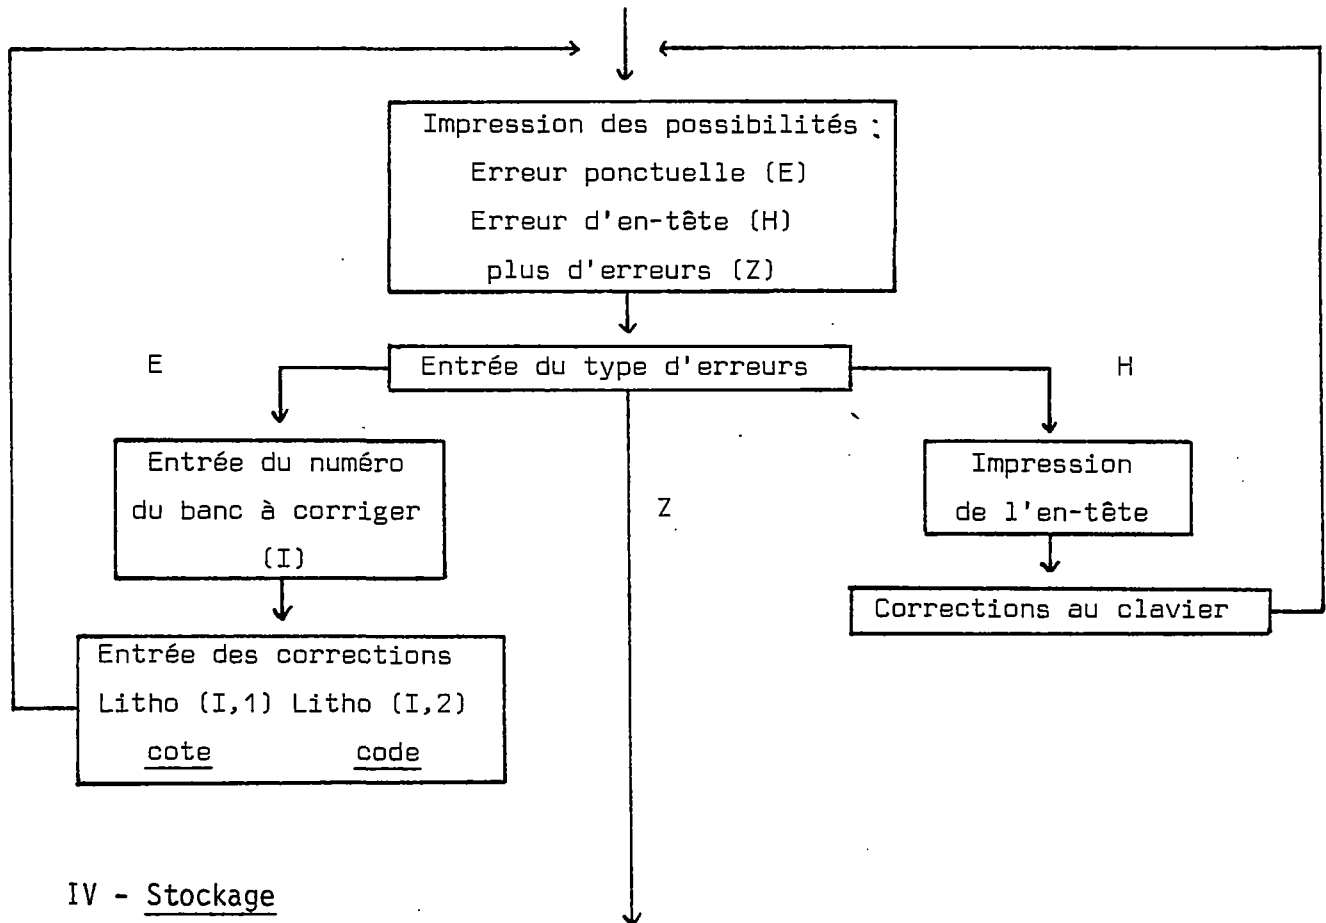 Impression des possibilités :
Erreur ponctuelle (E)
Erreur d'en-tête (H)
plus d'erreurs (Z)
Entrée du type d'erreurs
E
H
Z
Entrée du numéro
du banc à corriger
(I)
Entrée des corrections
Litho (I,1) Litho (I,2)
cote code
Impression
de l'en-tête
Corrections au clavier
IV - Stockage